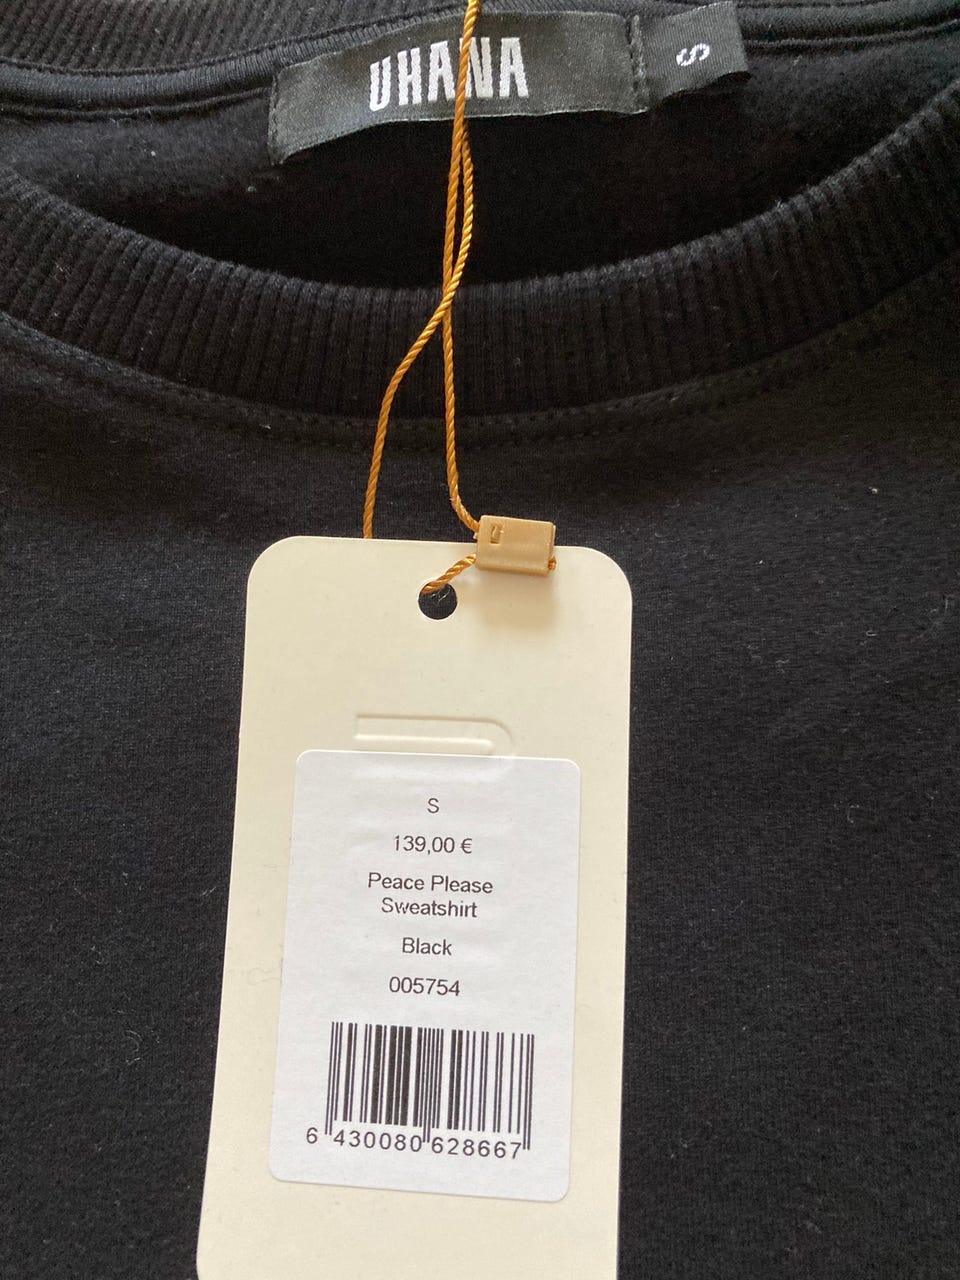 UHANA
S
S
139,00 €
Peace Please
Sweatshirt
Black
005754
6 430080 628667